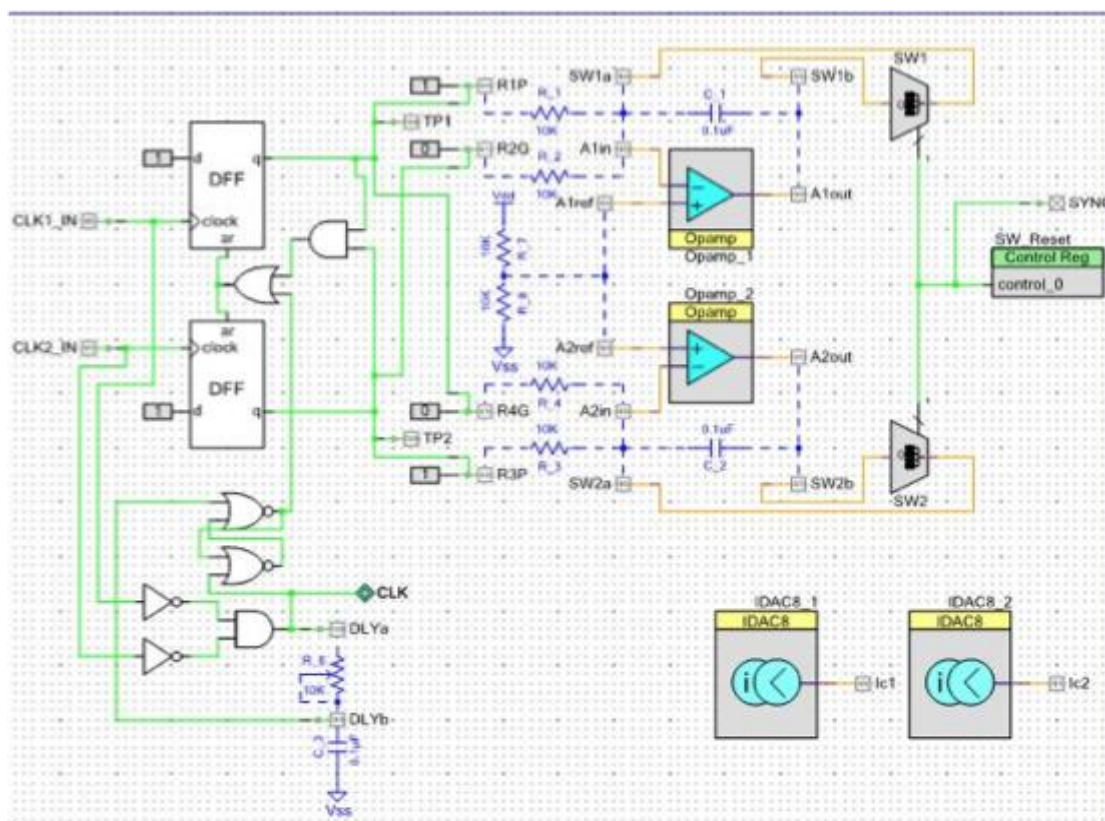 SW1
1 R1P R_1 SW1a C_1 SW1b
10K 0.1uF
TP1
1 d q 0 R2G R_2 A1in
DFF 10K
A1ref A1out
Vdd
CLK1_IN clock
ar
10K R_7
Opamp
Opamp_1
SYNC
SW_Reset
Control Reg
control_0
10K
Opamp_2
Opamp
ar
CLK2_IN clock
Vss
A2ref A2out
DFF
10K
R_4
1 d q 0 R4G A2in
TP2 10K 0.1uF
R_3 C_2
1 R3P SW2a SW2b
SW2
CLK
DLYa
R_6
10K
DLYb
C_3
0.1uF
Vss
IDAC8_1 IDAC8_2
IDAC8 IDAC8
Ic1 Ic2